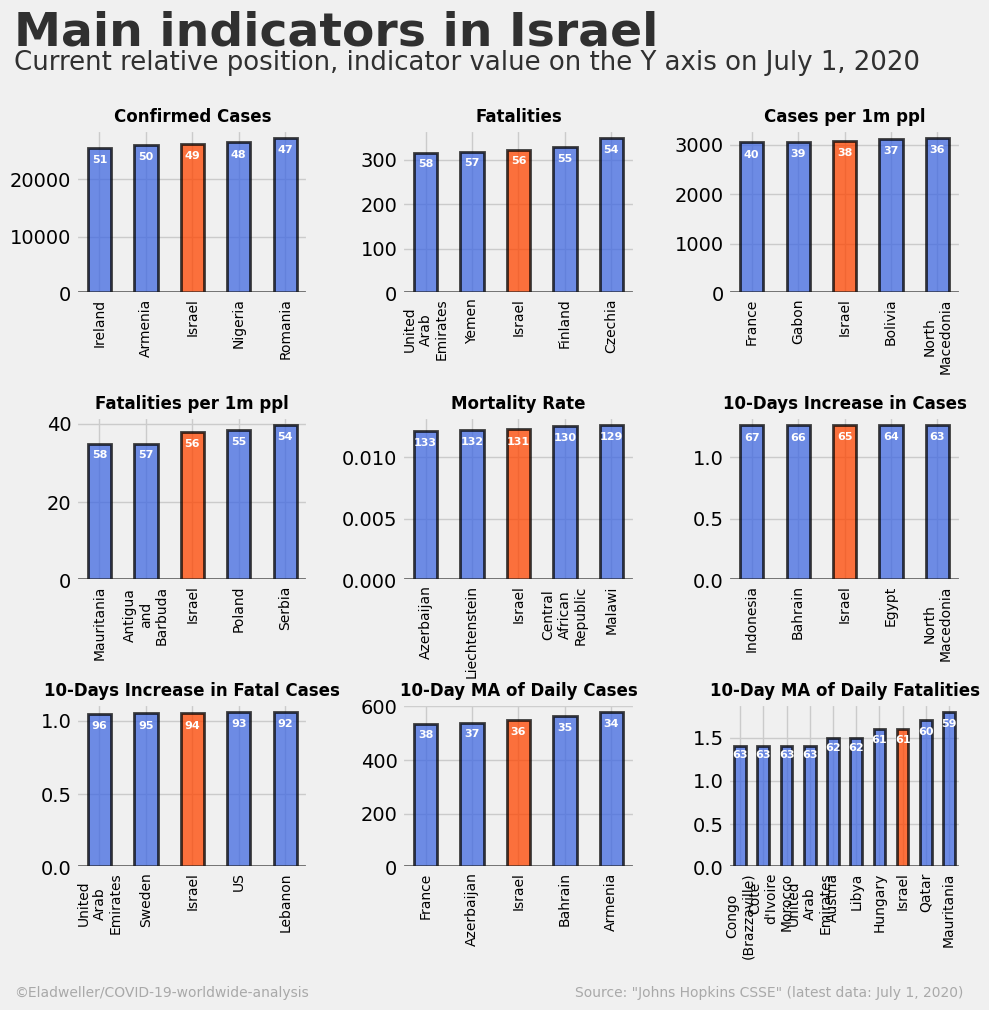 Main indicators in Israel
Current relative position, indicator value on the Y axis on July 1, 2020
Confirmed Cases
20000
10000
0
51
50
49
48
47
Ireland
Armenia
Israel
Nigeria
Romania
Fatalities
300
200
100
0
58
57
56
55
54
United
Arab
Emirates
Yemen
Israel
Finland
Czechia
Cases per 1m ppl
3000
2000
1000
0
40
39
38
37
36
France
Gabon
Israel
Bolivia
North
Macedonia
Fatalities per 1m ppl
40
20
0
58
57
56
55
54
Mauritania
Antigua
and
Barbuda
Israel
Poland
Serbia
Mortality Rate
0.010
0.005
0.000
133
132
131
130
129
Azerbaijan
Liechtenstein
Israel
Central
African
Republic
Malawi
10-Days Increase in Cases
1.0
0.5
0.0
67
66
65
64
63
Indonesia
Bahrain
Israel
Egypt
North
Macedonia
10-Days Increase in Fatal Cases
1.0
0.5
0.0
96
95
94
93
92
United
Arab
Emirates
Sweden
Israel
US
Lebanon
10-Day MA of Daily Cases
600
400
200
0
38
37
36
35
34
France
Azerbaijan
Israel
Bahrain
Armenia
10-Day MA of Daily Fatalities
1.5
1.0
0.5
0.0
63
63
63
63
62
62
61
61
60
59
Congo
(Brazzaville)
Cote
d'Ivoire
Morocco
United
Arab
Emirates
Austria
Libya
Hungary
Israel
Qatar
Mauritania
©Eladweller/COVID-19-worldwide-analysis
Source: "Johns Hopkins CSSE" (latest data: July 1, 2020)